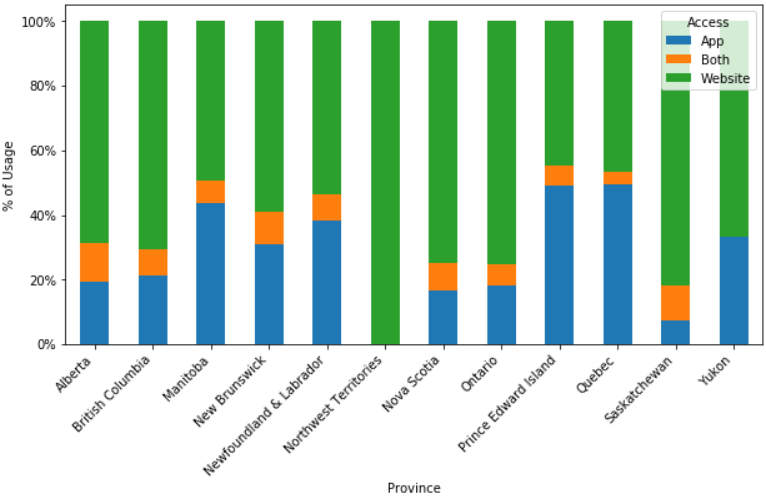 100%
80%
60%
40%
20%
0%
% of Usage
Access
App
Both
Website
Alberta
British Columbia
Manitoba
New Brunswick
Newfoundland & Labrador
Northwest Territories
Nova Scotia
Ontario
Prince Edward Island
Quebec
Saskatchewan
Yukon
Province